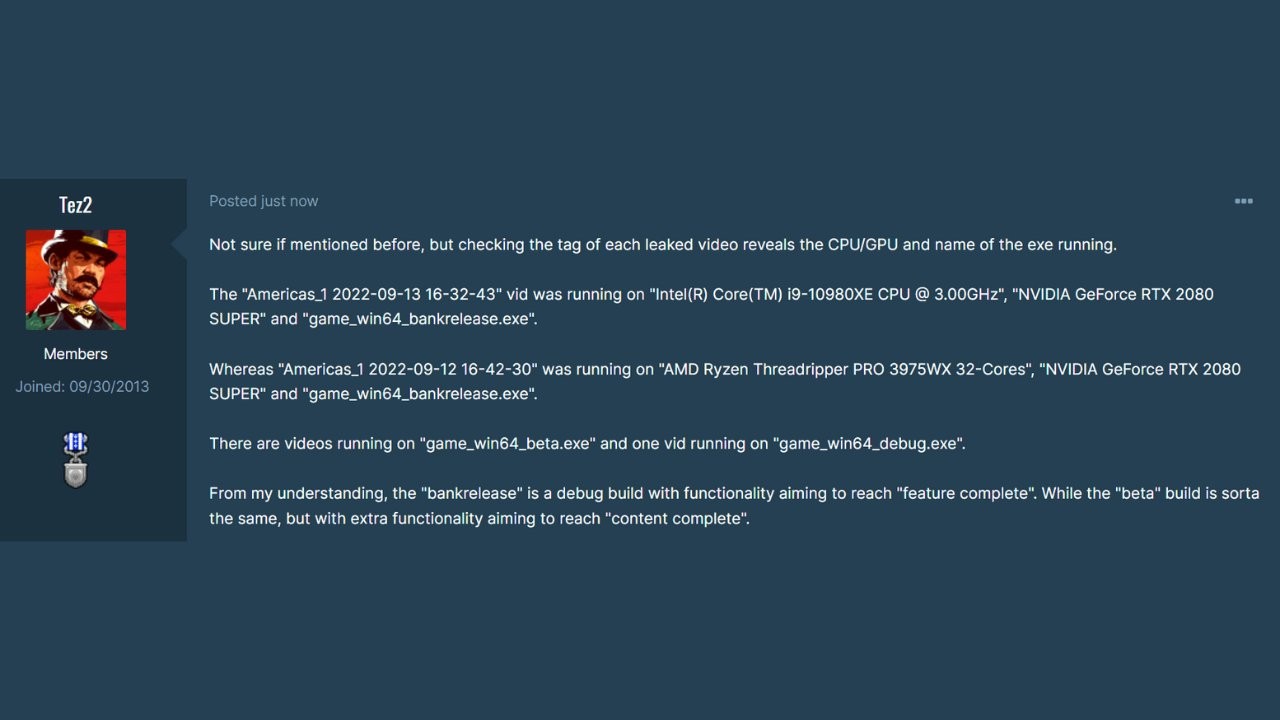 Tez2
Members
Joined: 09/30/2013
Posted just now
Not sure if mentioned before, but checking the tag of each leaked video reveals the CPU/GPU and name of the exe running.
The "Americas_1 2022-09-13 16-32-43" vid was running on "Intel(R) Core(TM) i9-10980XE CPU @ 3.00GHz", "NVIDIA GeForce RTX 2080
SUPER" and "game_win64_bankrelease.exe".
Whereas "Americas_1 2022-09-12 16-42-30" was running on "AMD Ryzen Threadripper PRO 3975WX 32-Cores", "NVIDIA GeForce RTX 2080
SUPER" and "game_win64_bankrelease.exe".
There are videos running on "game_win64_beta.exe" and one vid running on "game_win64_debug.exe".
From my understanding, the "bankrelease" is a debug build with functionality aiming to reach "feature complete". While the "beta" build is sorta
the same, but with extra functionality aiming to reach "content complete".